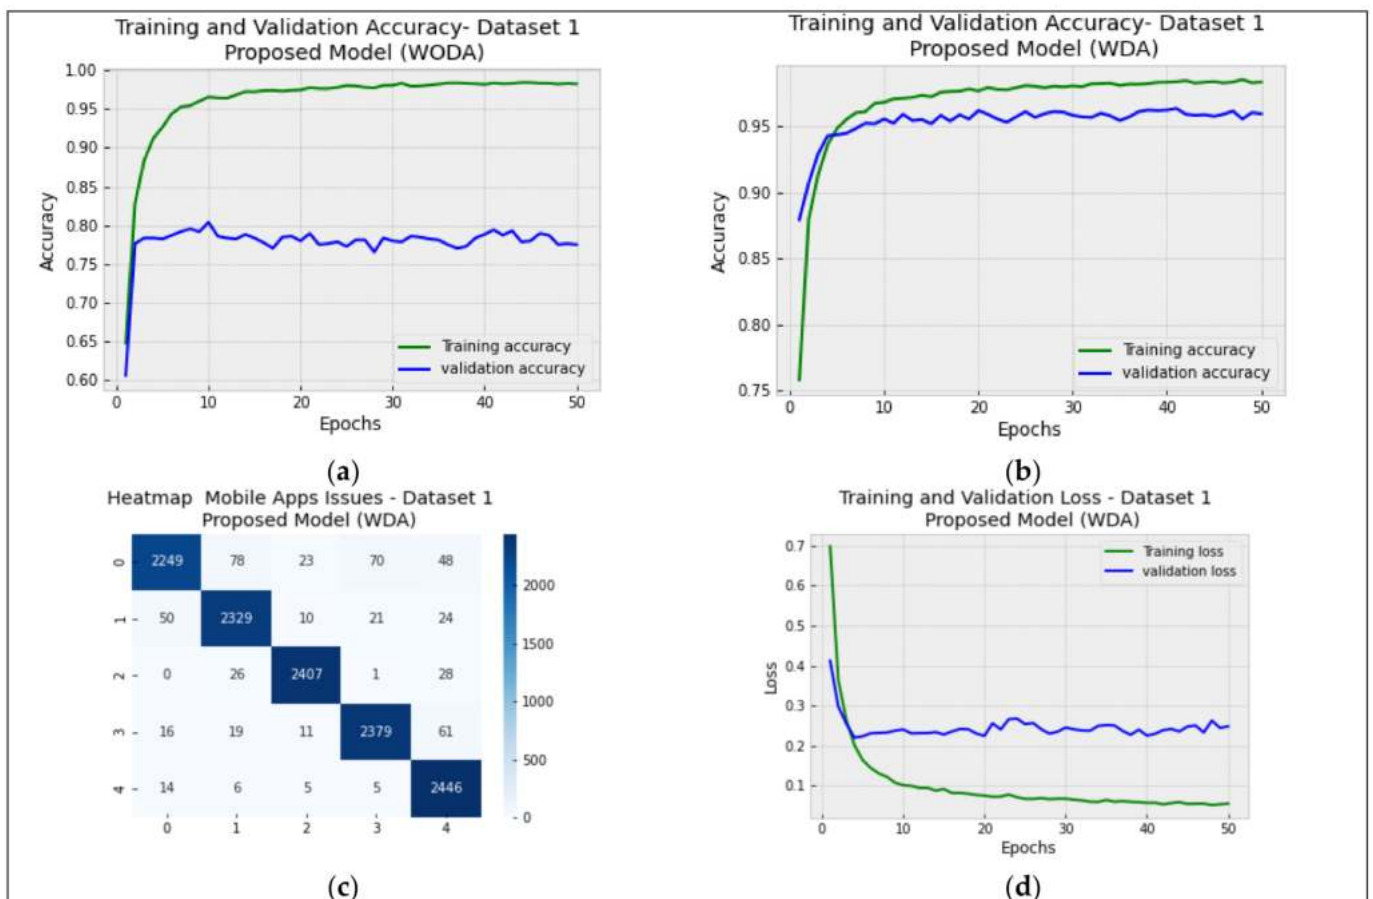 Training and Validation Accuracy- Dataset 1
Proposed Model (WODA)
1.00
0.95
0.90
0.85
0.80
0.75
0.70
0.65
0.60
Accuracy
Training accuracy
validation accuracy
0 10 20 30 40 50
Epochs
(a)
Training and Validation Accuracy- Dataset 1
Proposed Model (WDA)
0.95
0.90
0.85
0.80
0.75
Accuracy
Training accuracy
validation accuracy
0 10 20 30 40 50
Epochs
(b)
Heatmap Mobile Apps Issues - Dataset 1
Proposed Model (WDA)
0 2249 78 23 70 48
1 50 2329 10 21 24
2 0 26 2407 1 28
3 16 19 11 2379 61
4 14 6 5 5 2446
0 1 2 3 4
2000
1500
1000
500
0
(c)
Training and Validation Loss - Dataset 1
Proposed Model (WDA)
0.7
0.6
0.5
0.4
0.3
0.2
0.1
Loss
Training loss
validation loss
0 10 20 30 40 50
Epochs
(d)